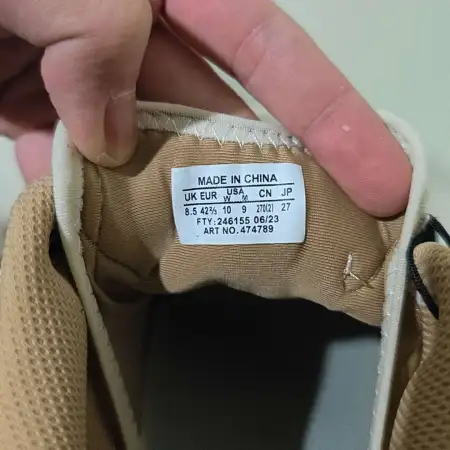 MADE IN CHINA
UK EUR USA W M CN JP
8.5 42⅔ 10 9 270(2) 27
FTY: 246155 06/23
ART NO. 474789